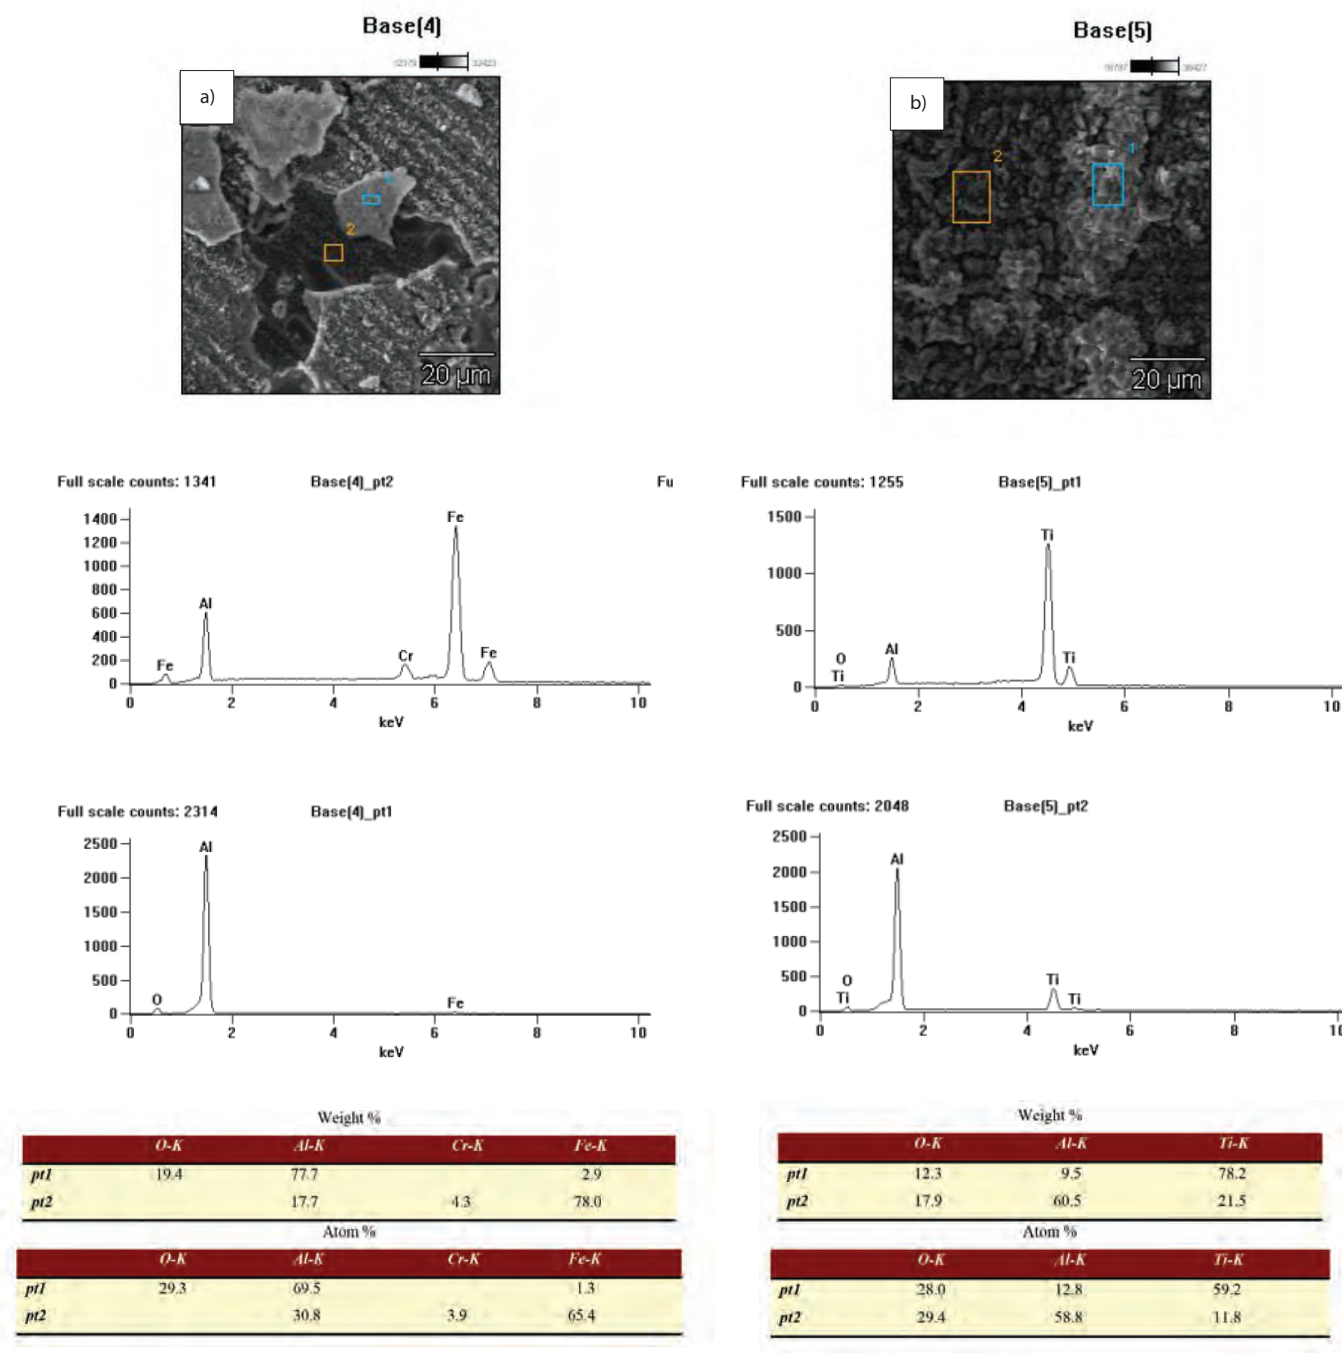 Base(4)
12379 33423
a)
1
2
20 µm
Base(5)
36427
b)
2
1
20 µm
Full scale counts: 1341 Base(4)_pt2 Fu
1400
1200
1000
800
600
400
200
0
Fe
Al
Cr
Fe
Fe
0 2 4 6 8 10
keV
Full scale counts: 1255 Base(5)_pt1
1500
1000
500
0
O
Ti
Al
Ti
Ti
0 2 4 6 8 10
keV
Full scale counts: 2314 Base(4)_pt1
2500
2000
1500
1000
500
0
O
Al
Fe
0 2 4 6 8 10
keV
Full scale counts: 2048 Base(5)_pt2
2500
2000
1500
1000
500
0
O
Ti
Al
Ti
Ti
0 2 4 6 8 10
keV
Weight %
O-K Al-K Cr-K Fe-K
pt1 19.4 77.7 2.9
pt2 17.7 4.3 78.0
Atom %
O-K Al-K Cr-K Fe-K
pt1 29.3 69.5 1.3
pt2 30.8 3.9 65.4
Weight %
O-K Al-K Ti-K
pt1 12.3 9.5 78.2
pt2 17.9 60.5 21.5
Atom %
O-K Al-K Ti-K
pt1 28.0 12.8 59.2
pt2 29.4 58.8 11.8